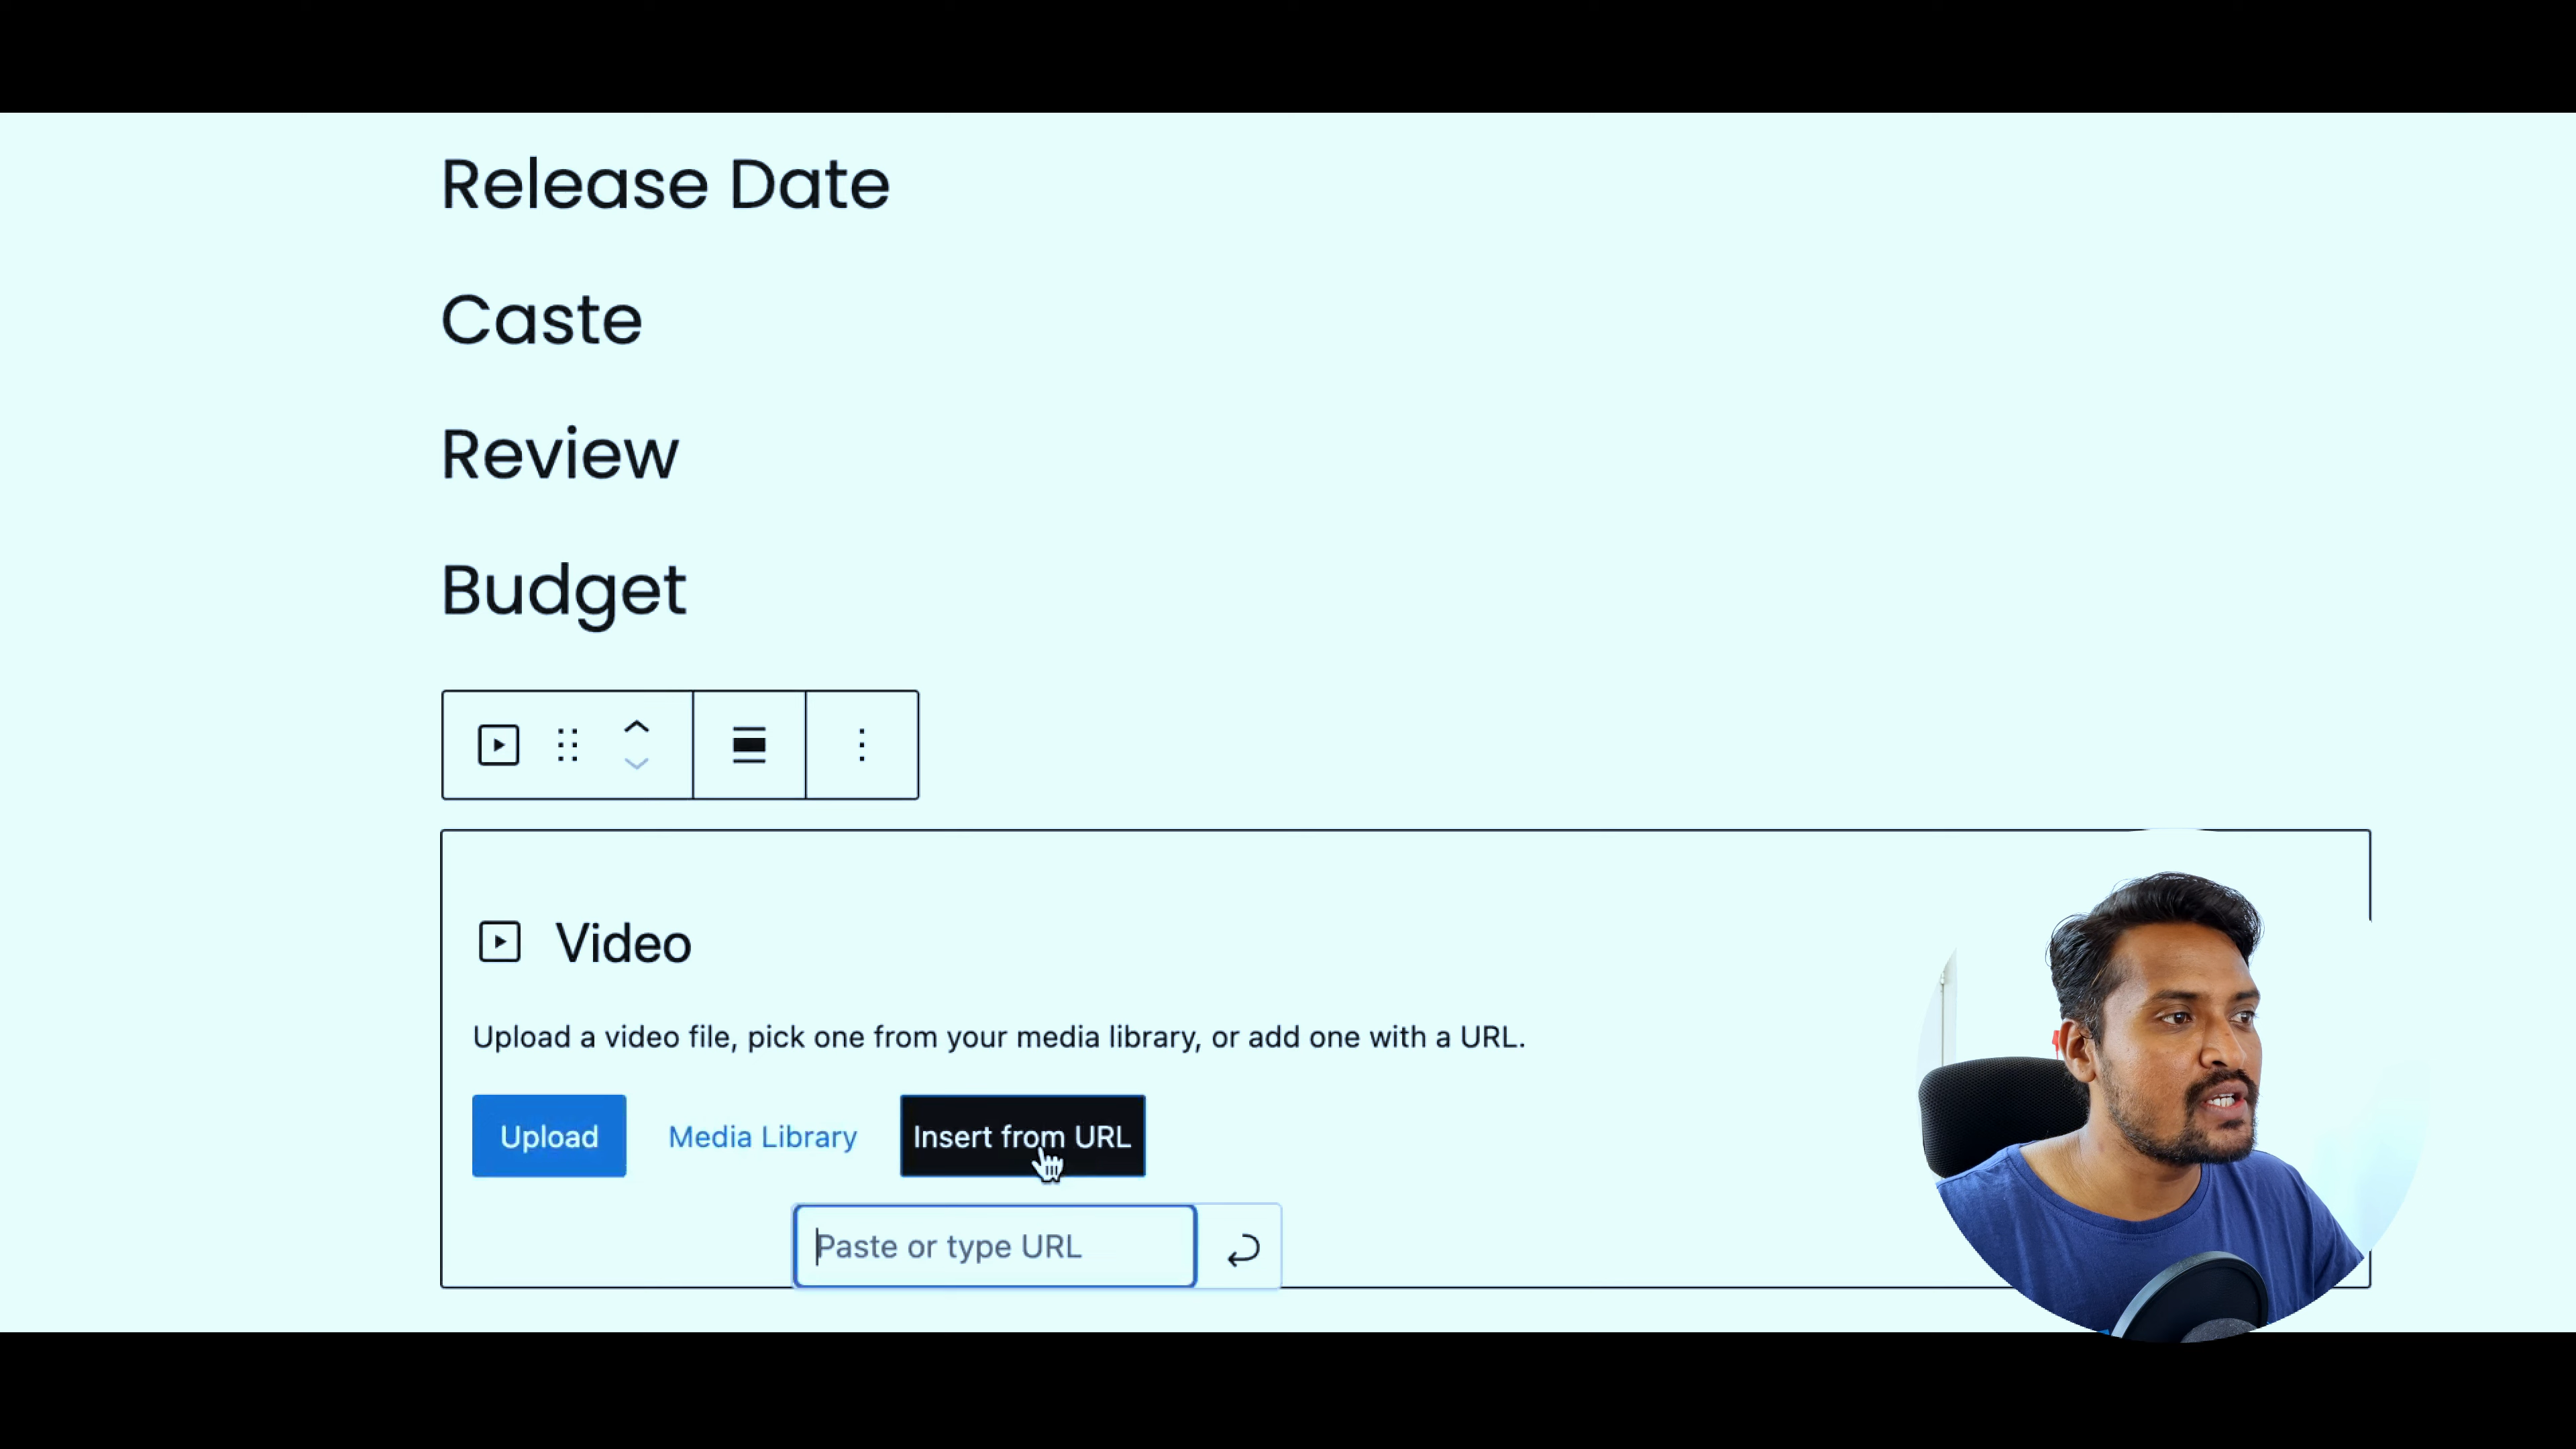 Release Date
Caste
Review
Budget
Video
Upload a video file, pick one from your media library, or add one with a URL.
Upload Media Library Insert from URL
Paste or type URL